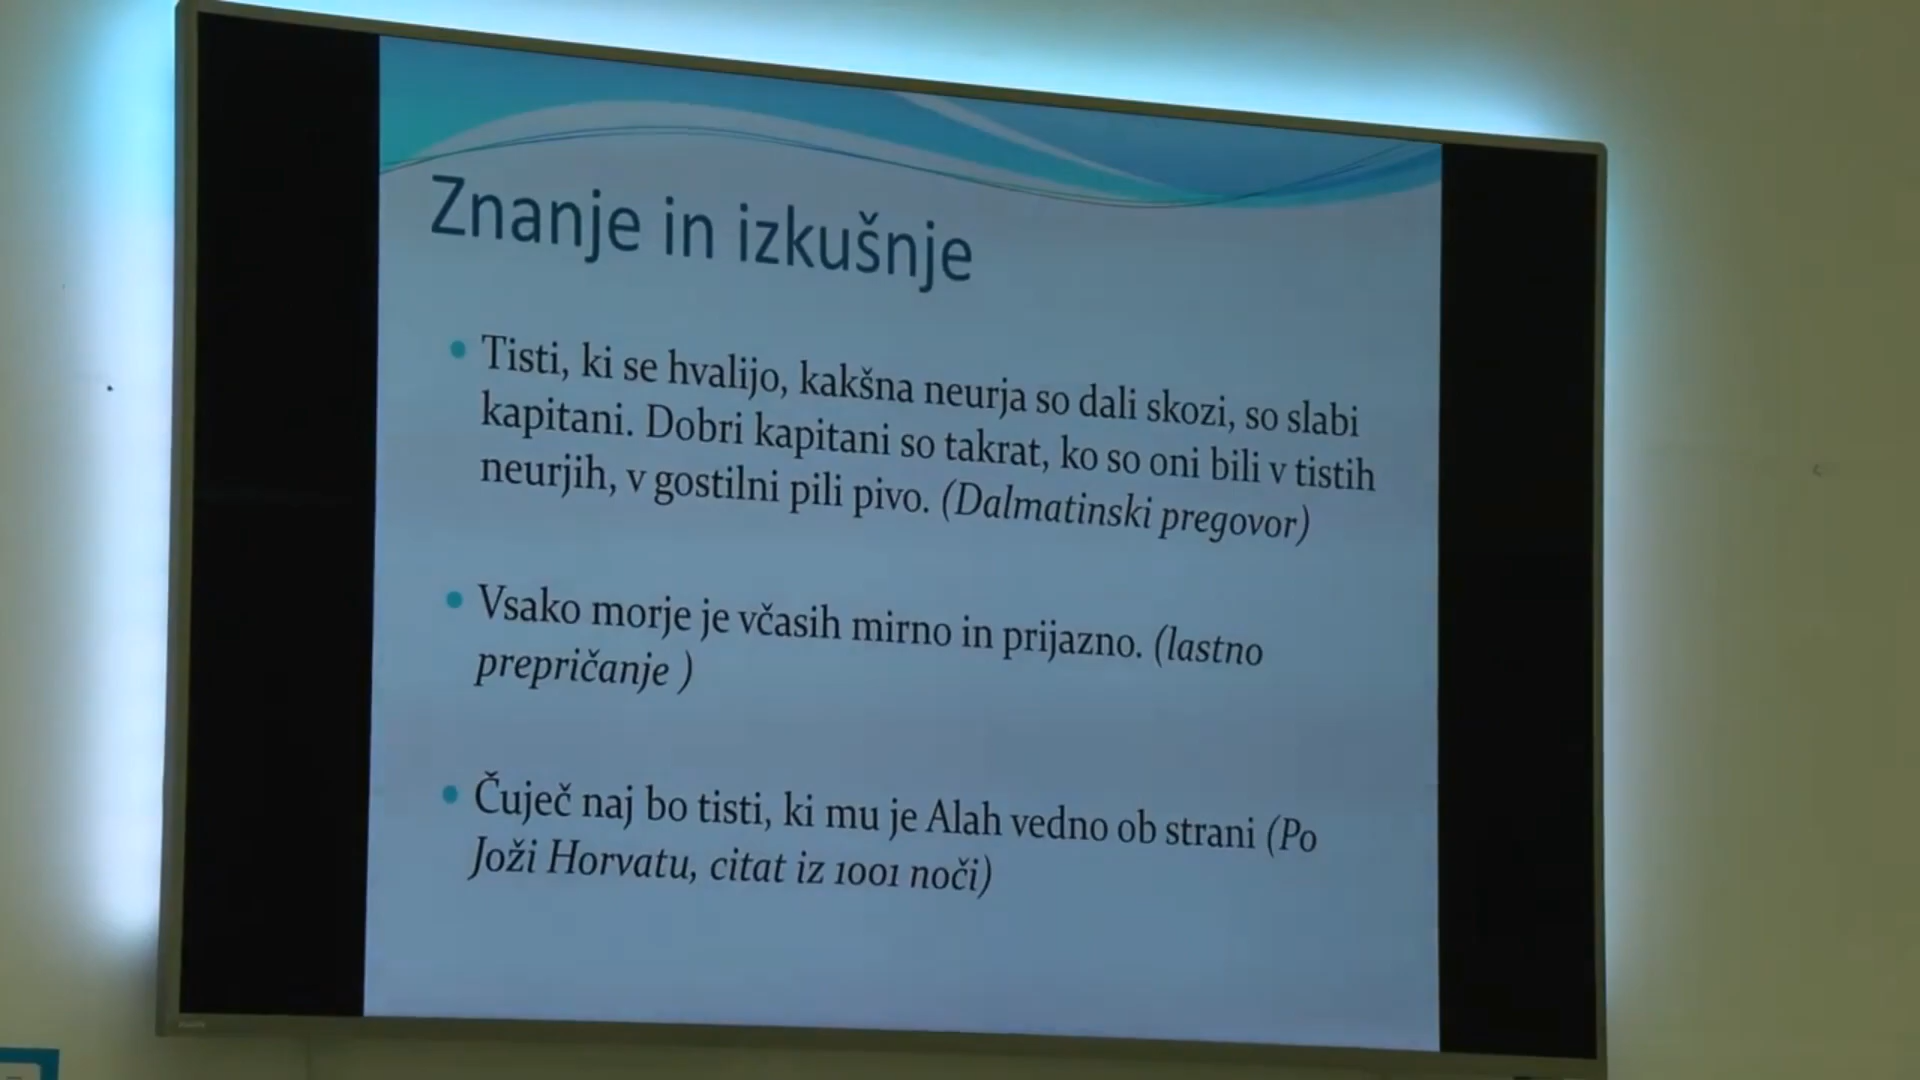 Znanje in izkušnje
• Tisti, ki se hvalijo, kakšna neurja so dali skozi, so slabi
kapitani. Dobri kapitani so takrat, ko so oni bili v tistih
neurjih, v gostilni pili pivo. (Dalmatinski pregovor)
• Vsako morje je včasih mirno in prijazno. (lastno
prepričanje )
• Čuječ naj bo tisti, ki mu je Alah vedno ob strani (Po
Joži Horvatu, citat iz 1001 noči)